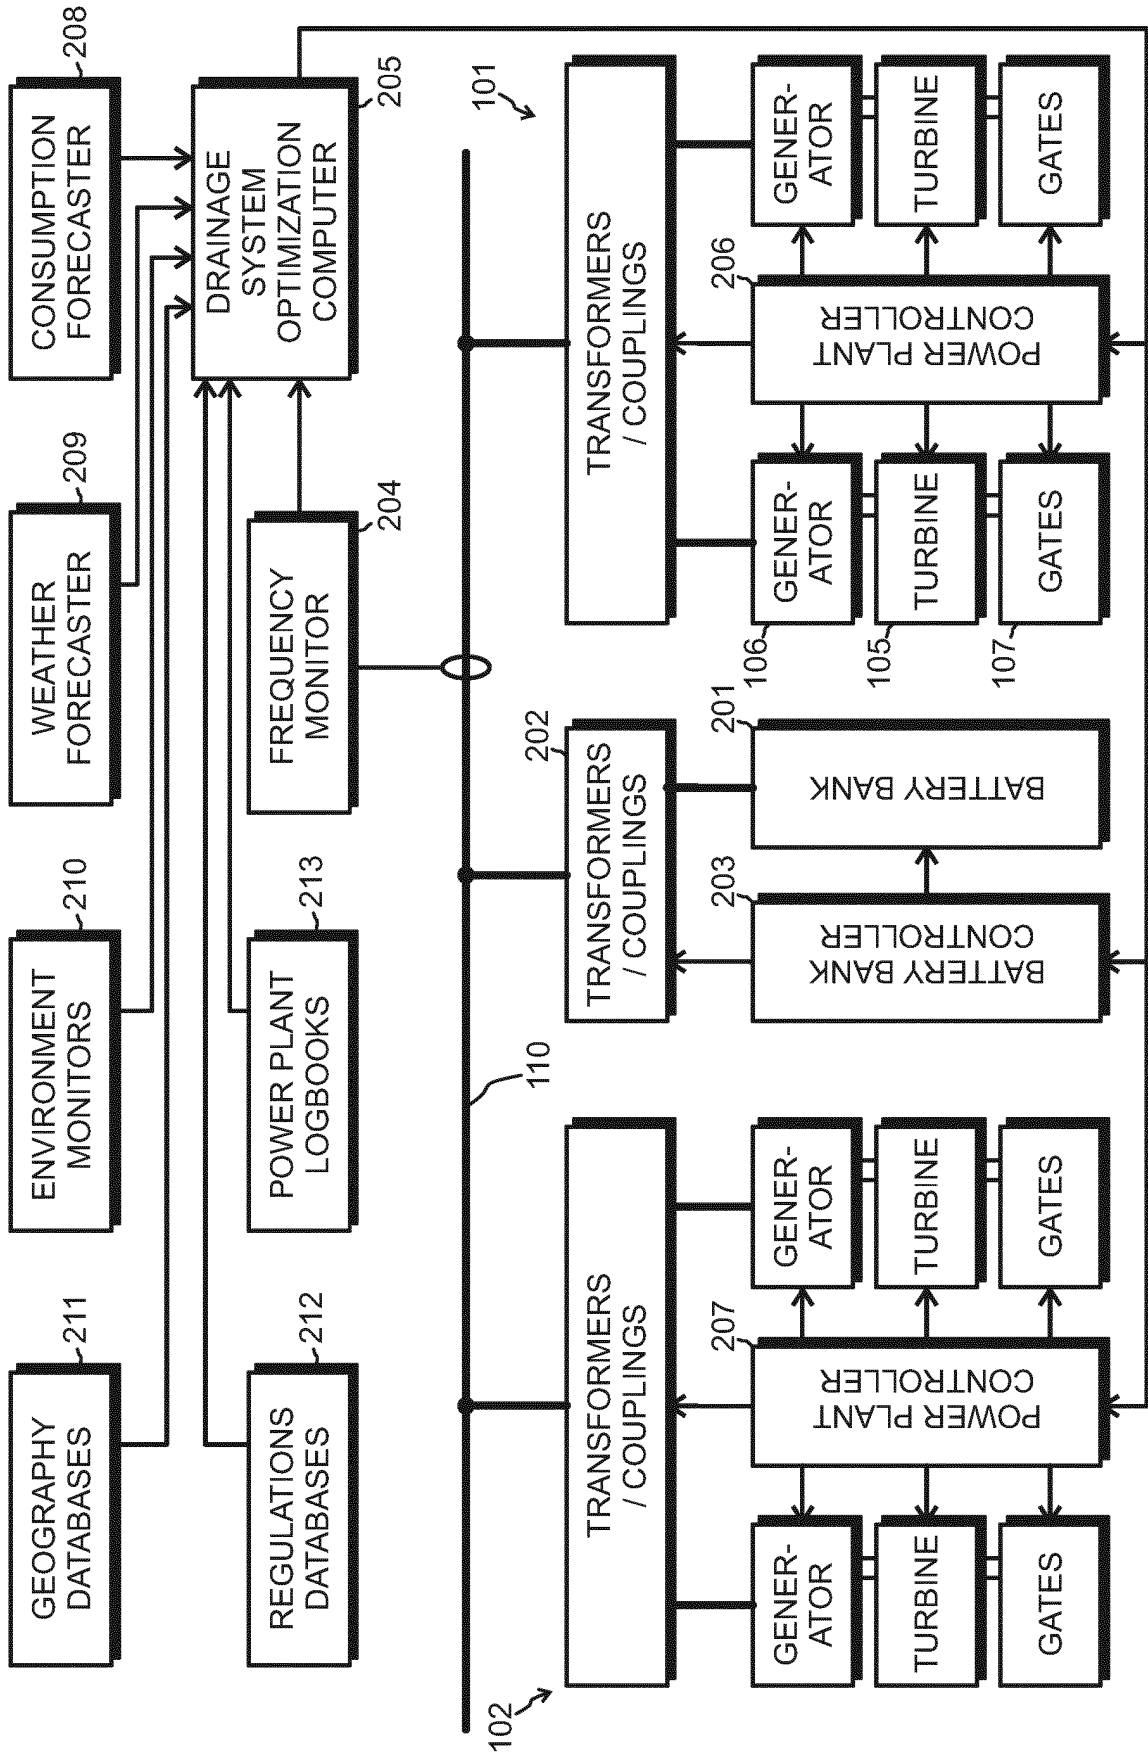 GEOGRAPHY
DATABASES
211
ENVIRONMENT
MONITORS
210
WEATHER
FORECASTER
209
CONSUMPTION
FORECASTER
208
REGULATIONS
DATABASES
212
POWER PLANT
LOGBOOKS
213
FREQUENCY
MONITOR
204
DRAINAGE
SYSTEM
OPTIMIZATION
COMPUTER
205
110
102
TRANSFORMERS
/ COUPLINGS
202
TRANSFORMERS
/ COUPLINGS
101
TRANSFORMERS
/ COUPLINGS
GENER-
ATOR
TURBINE
GATES
207
POWER PLANT
CONTROLLER
GENER-
ATOR
TURBINE
GATES
203
BATTERY BANK
CONTROLLER
201
BATTERY BANK
106
GENER-
ATOR
105
TURBINE
107
GATES
206
POWER PLANT
CONTROLLER
GENER-
ATOR
TURBINE
GATES